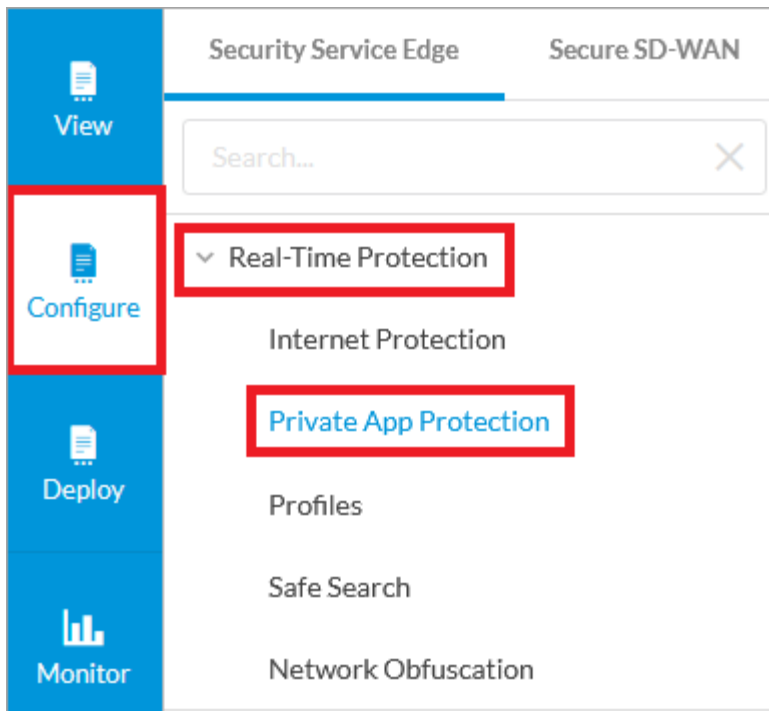 Security Service Edge Secure SD-WAN
View
Search...
Real-Time Protection
Configure
Internet Protection
Private App Protection
Deploy
Profiles
Safe Search
Monitor
Network Obfuscation